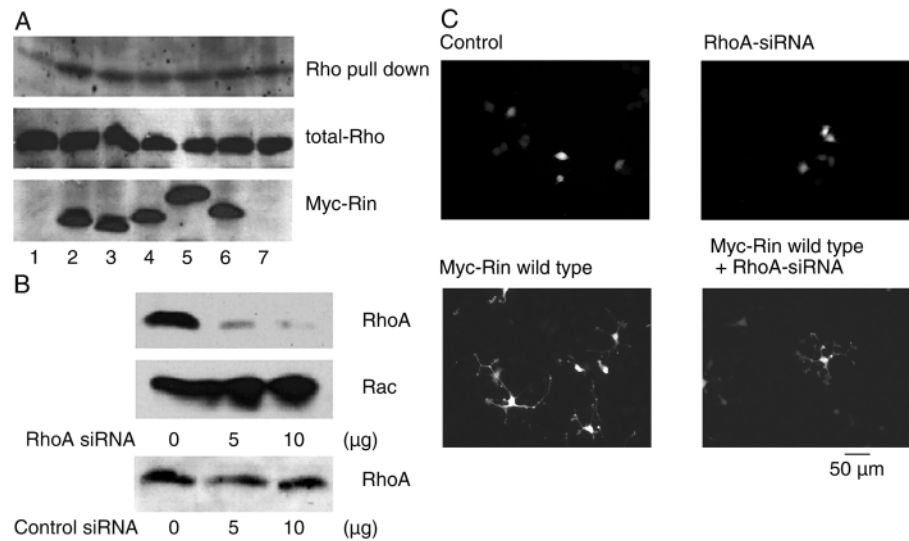 A
Rho pull down
total-Rho
Myc-Rin
1 2 3 4 5 6 7
B
RhoA
Rac
RhoA siRNA 0 5 10 (µg)
RhoA
Control siRNA 0 5 10 (µg)
C
Control
RhoA-siRNA
Myc-Rin wild type
Myc-Rin wild type
+ RhoA-siRNA
50 µm